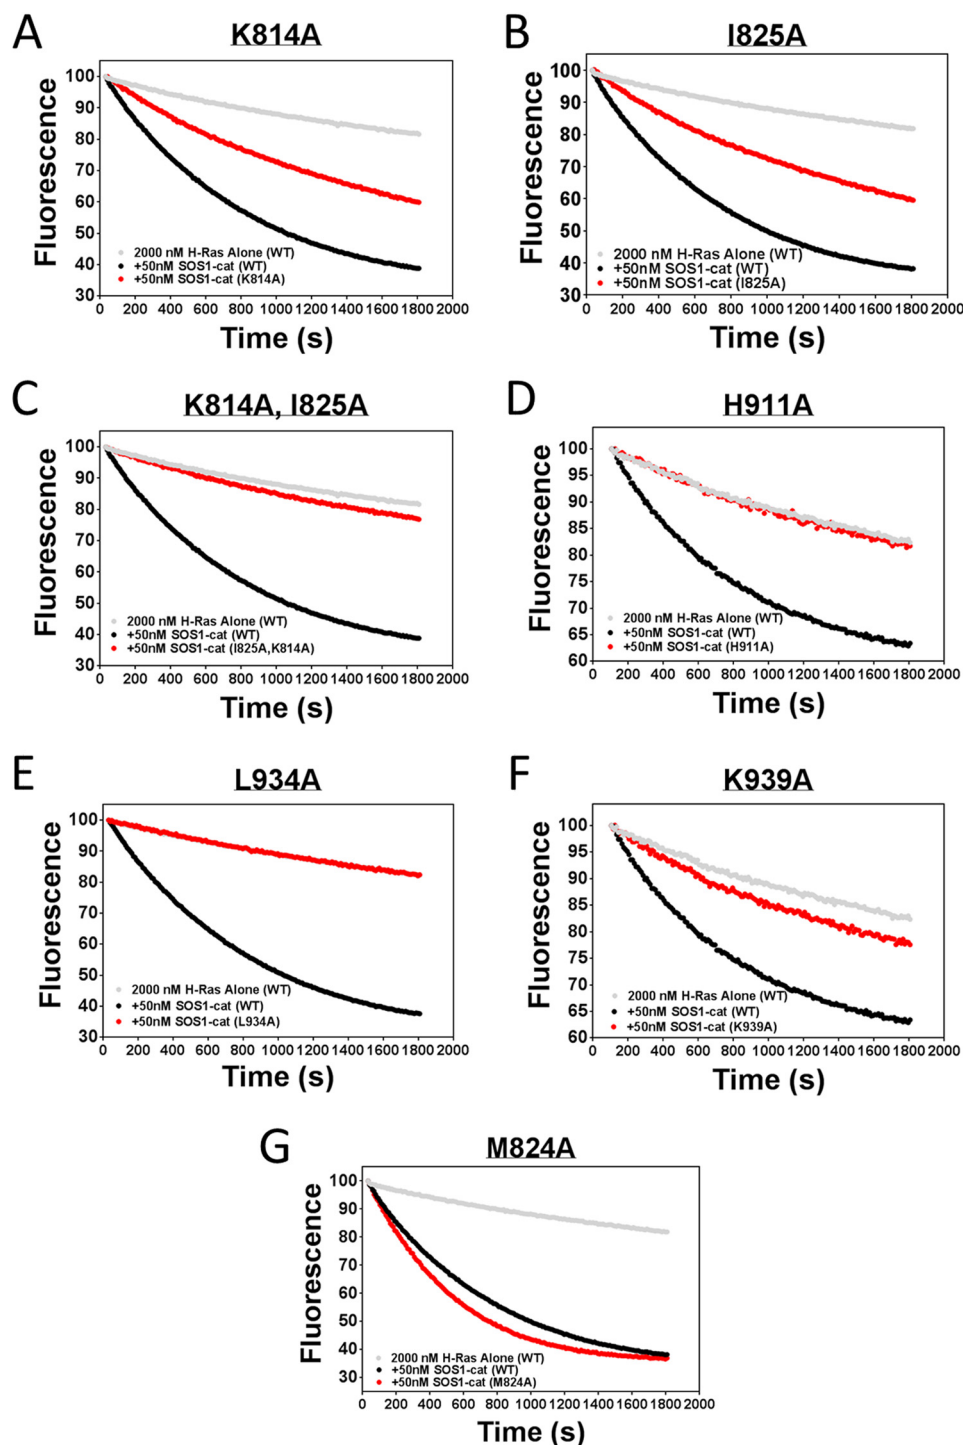 A
K814A
Fluorescence
100
90
80
70
60
50
40
30
2000 nM H-Ras Alone (WT)
+50nM SOS1-cat (WT)
+50nM SOS1-cat (K814A)
0 200 400 600 800 1000 1200 1400 1600 1800 2000
Time (s)
B
I825A
Fluorescence
100
90
80
70
60
50
40
30
2000 nM H-Ras Alone (WT)
+50nM SOS1-cat (WT)
+50nM SOS1-cat (I825A)
0 200 400 600 800 1000 1200 1400 1600 1800 2000
Time (s)
C
K814A, I825A
Fluorescence
100
90
80
70
60
50
40
30
2000 nM H-Ras Alone (WT)
+50nM SOS1-cat (WT)
+50nM SOS1-cat (I825A,K814A)
0 200 400 600 800 1000 1200 1400 1600 1800 2000
Time (s)
D
H911A
Fluorescence
100
95
90
85
80
75
70
65
60
2000 nM H-Ras Alone (WT)
+50nM SOS1-cat (WT)
+50nM SOS1-cat (H911A)
0 200 400 600 800 1000 1200 1400 1600 1800 2000
Time (s)
E
L934A
Fluorescence
100
90
80
70
60
50
40
30
2000 nM H-Ras Alone (WT)
+50nM SOS1-cat (WT)
+50nM SOS1-cat (L934A)
0 200 400 600 800 1000 1200 1400 1600 1800 2000
Time (s)
F
K939A
Fluorescence
100
95
90
85
80
75
70
65
60
2000 nM H-Ras Alone (WT)
+50nM SOS1-cat (WT)
+50nM SOS1-cat (K939A)
0 200 400 600 800 1000 1200 1400 1600 1800 2000
Time (s)
G
M824A
Fluorescence
100
90
80
70
60
50
40
30
2000 nM H-Ras Alone (WT)
+50nM SOS1-cat (WT)
+50nM SOS1-cat (M824A)
0 200 400 600 800 1000 1200 1400 1600 1800 2000
Time (s)